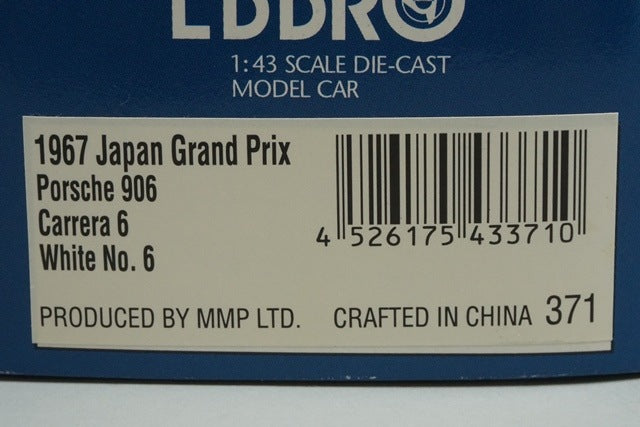 EBBRO
1:43 SCALE DIE-CAST
MODEL CAR
1967 Japan Grand Prix
Porsche 906
Carrera 6
White No. 6
4 526175 433710
PRODUCED BY MMP LTD. CRAFTED IN CHINA 371